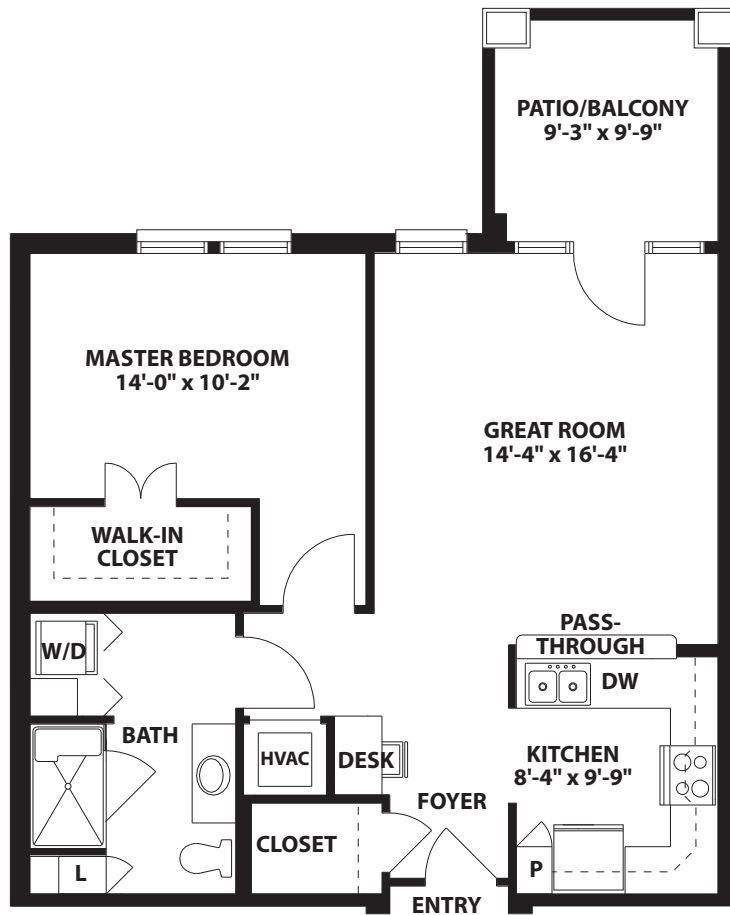 PATIO/BALCONY
9'-3" x 9'-9"
MASTER BEDROOM
14'-0" x 10'-2"
GREAT ROOM
14'-4" x 16'-4"
WALK-IN
CLOSET
PASS-
THROUGH
W/D
DW
BATH
HVAC
DESK
KITCHEN
8'-4" x 9'-9"
FOYER
CLOSET
L
P
ENTRY